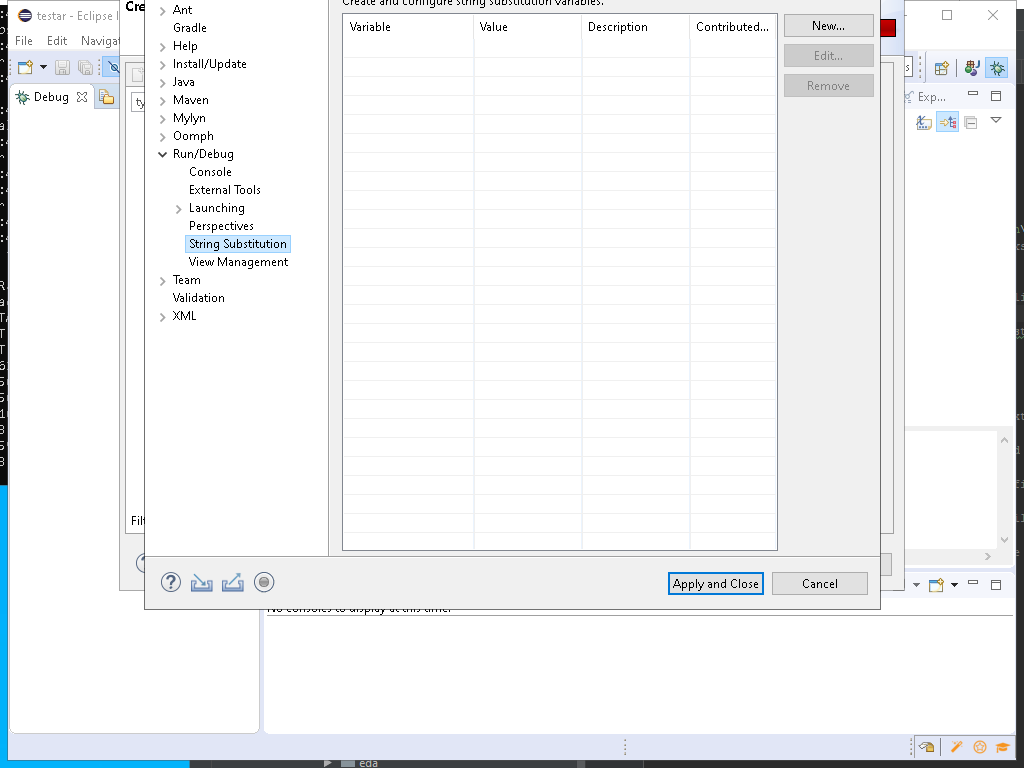 testar - Eclipse I
File Edit Navigat
Debug
Cre
ty
Filt
Ant
Gradle
Help
Install/Update
Java
Maven
Mylyn
Oomph
Run/Debug
Console
External Tools
Launching
Perspectives
String Substitution
View Management
Team
Validation
XML
Create and configure string substitution variables.
Variable Value Description Contributed...
New...
Edit...
Remove
Apply and Close
Cancel
Exp...
No consoles to display at this time.
eda